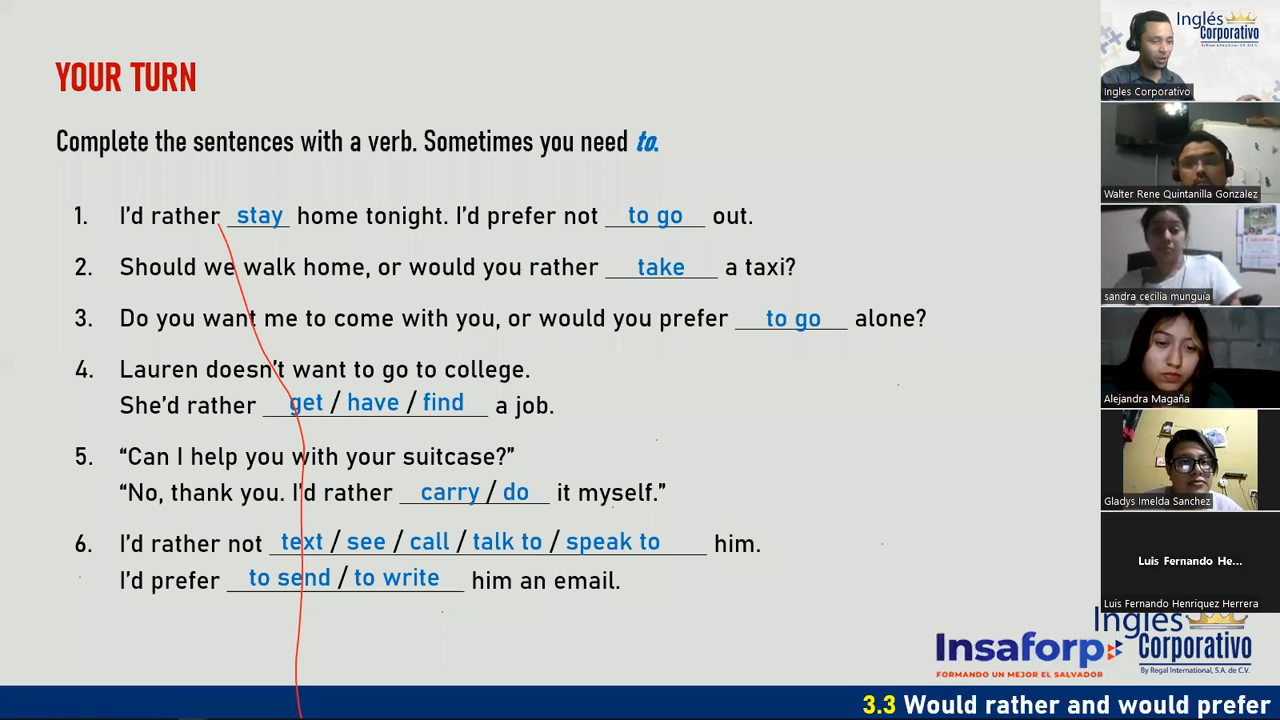 YOUR TURN
Complete the sentences with a verb. Sometimes you need to.
1. I'd rather stay home tonight. I'd prefer not to go out.
2. Should we walk home, or would you rather take a taxi?
3. Do you want me to come with you, or would you prefer to go alone?
4. Lauren doesn't want to go to college.
She'd rather get / have / find a job.
5. “Can I help you with your suitcase?”
“No, thank you. I'd rather carry / do it myself.”
6. I'd rather not text / see / call / talk to / speak to him.
I'd prefer to send / to write him an email.
Insaforp
FORMANDO UN MEJOR EL SALVADOR
Inglés
Corporativo
By Regal International, S.A. de C.V.
3.3 Would rather and would prefer
Inglés
Corporativo
Ingles Corporativo
Walter Rene Quintanilla Gonzalez
sandra cecilia munguía
Alejandra Magaña
Gladys Imelda Sanchez
Luis Fernando He...
Luis Fernando Henriquez Herrera